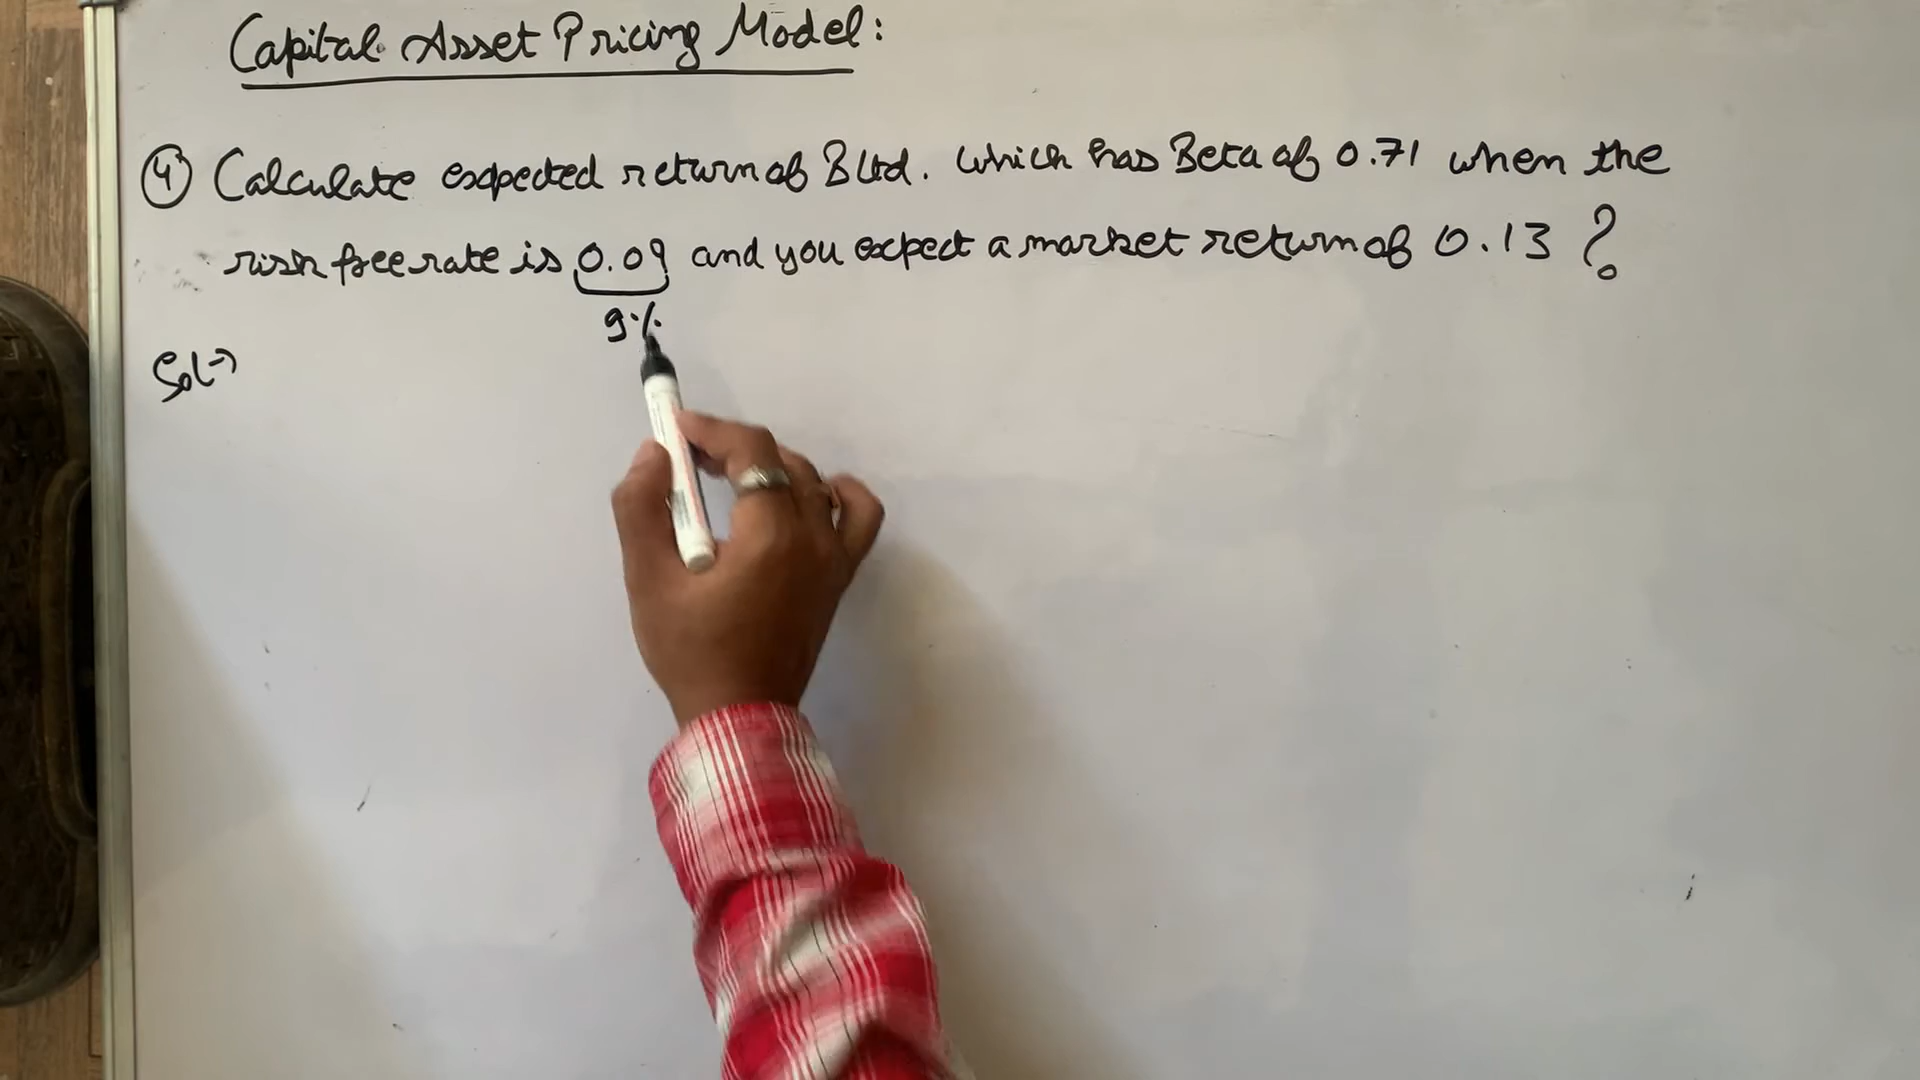 Capital Asset Pricing Model:
④ Calculate expected return of B Ltd. which has Beta of 0.71 when the
risk free rate is 0.09 and you expect a market return of 0.13 ?
9%
Sol→